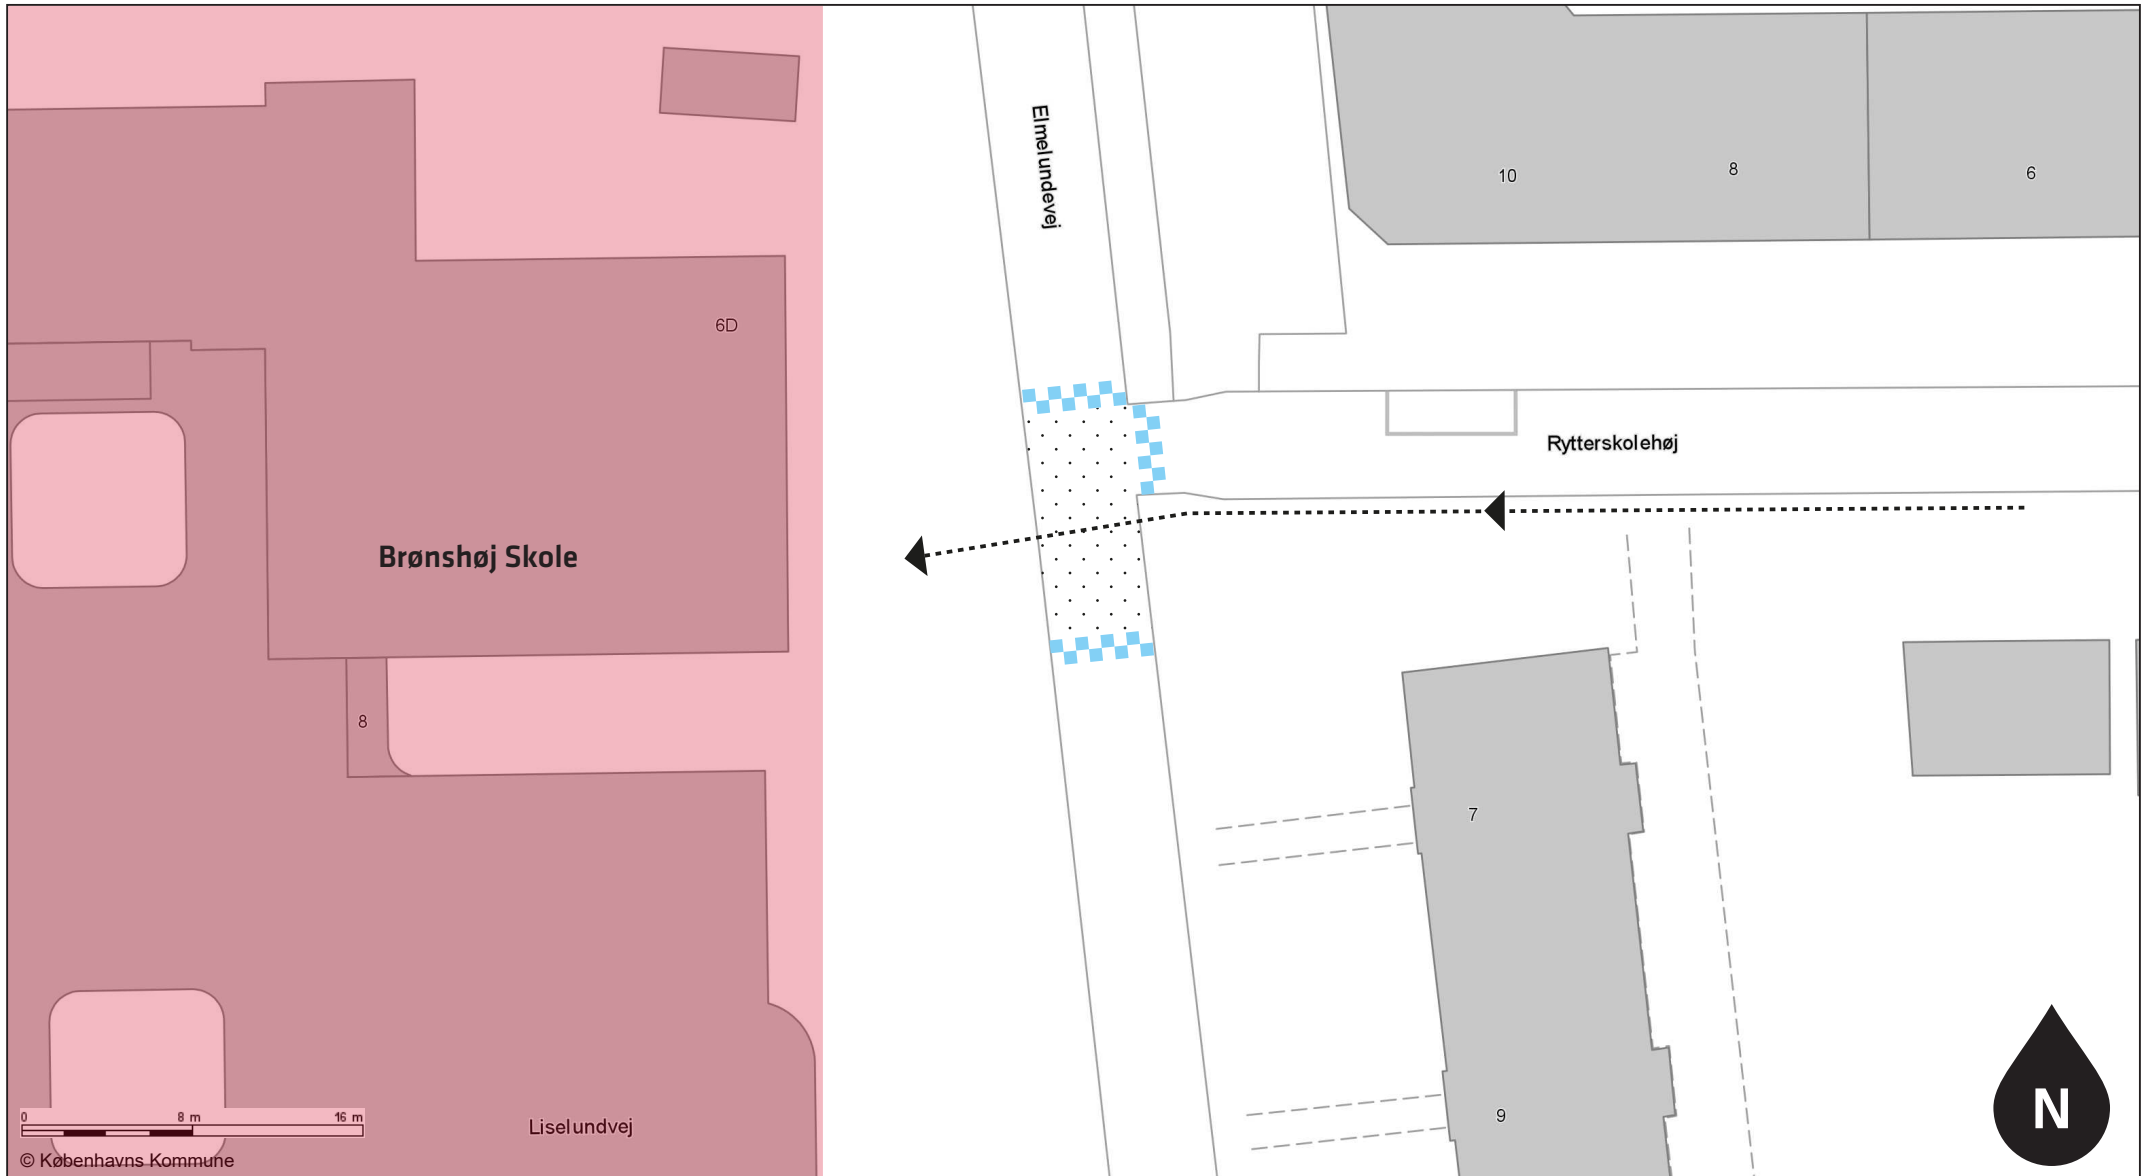 Elmelundevej
10
8
6
6D
Rytterskolehøj
Brønshøj Skole
8
7
9
0 8 m 16 m
Liselundvej
© Københavns Kommune
N